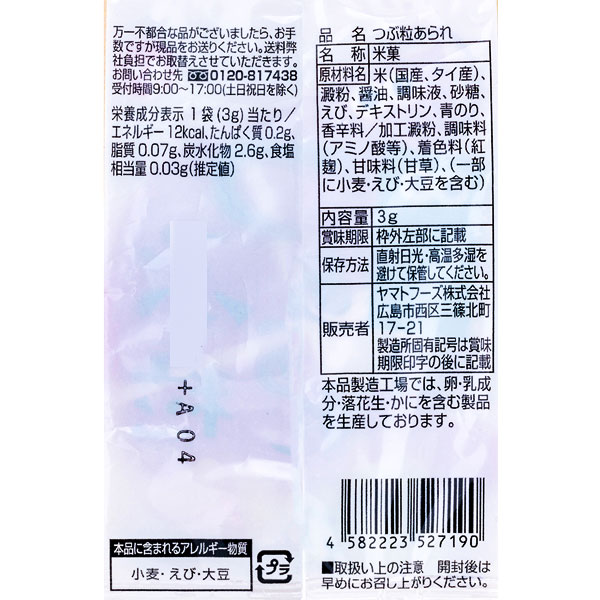 万一不都合な品がございましたら、お手
数ですが現品をお送りください。送料弊
社負担でお取替えさせていただきます。
お問い合わせ先 0120-817438
受付時間9:00〜17:00(土日祝日を除く)
栄養成分表示 1袋(3g)当たり/
エネルギー12kcal、たんぱく質0.2g、
脂質0.07g、炭水化物2.6g、食塩
相当量0.03g(推定値)
+A04
本品に含まれるアレルギー物質
小麦・えび・大豆
プラ
品名 つぶ粒あられ
名称 米菓
原材料名 米(国産、タイ産)、
澱粉、醤油、調味液、砂糖、
えび、デキストリン、青のり、
香辛料/加工澱粉、調味料
(アミノ酸等)、着色料(紅
麹)、甘味料(甘草)、(一部
に小麦・えび・大豆を含む)
内容量 3g
賞味期限 枠外左部に記載
保存方法 直射日光・高温多湿を
避けて保管してください。
販売者 ヤマトフーズ株式会社
広島市西区三篠北町
17-21
製造所固有記号は賞味
期限印字の後に記載
本品製造工場では、卵・乳成
分・落花生・かにを含む製品
を生産しております。
4 582223 527190
■取扱い上の注意 開封後は
早めにお召し上がりください。